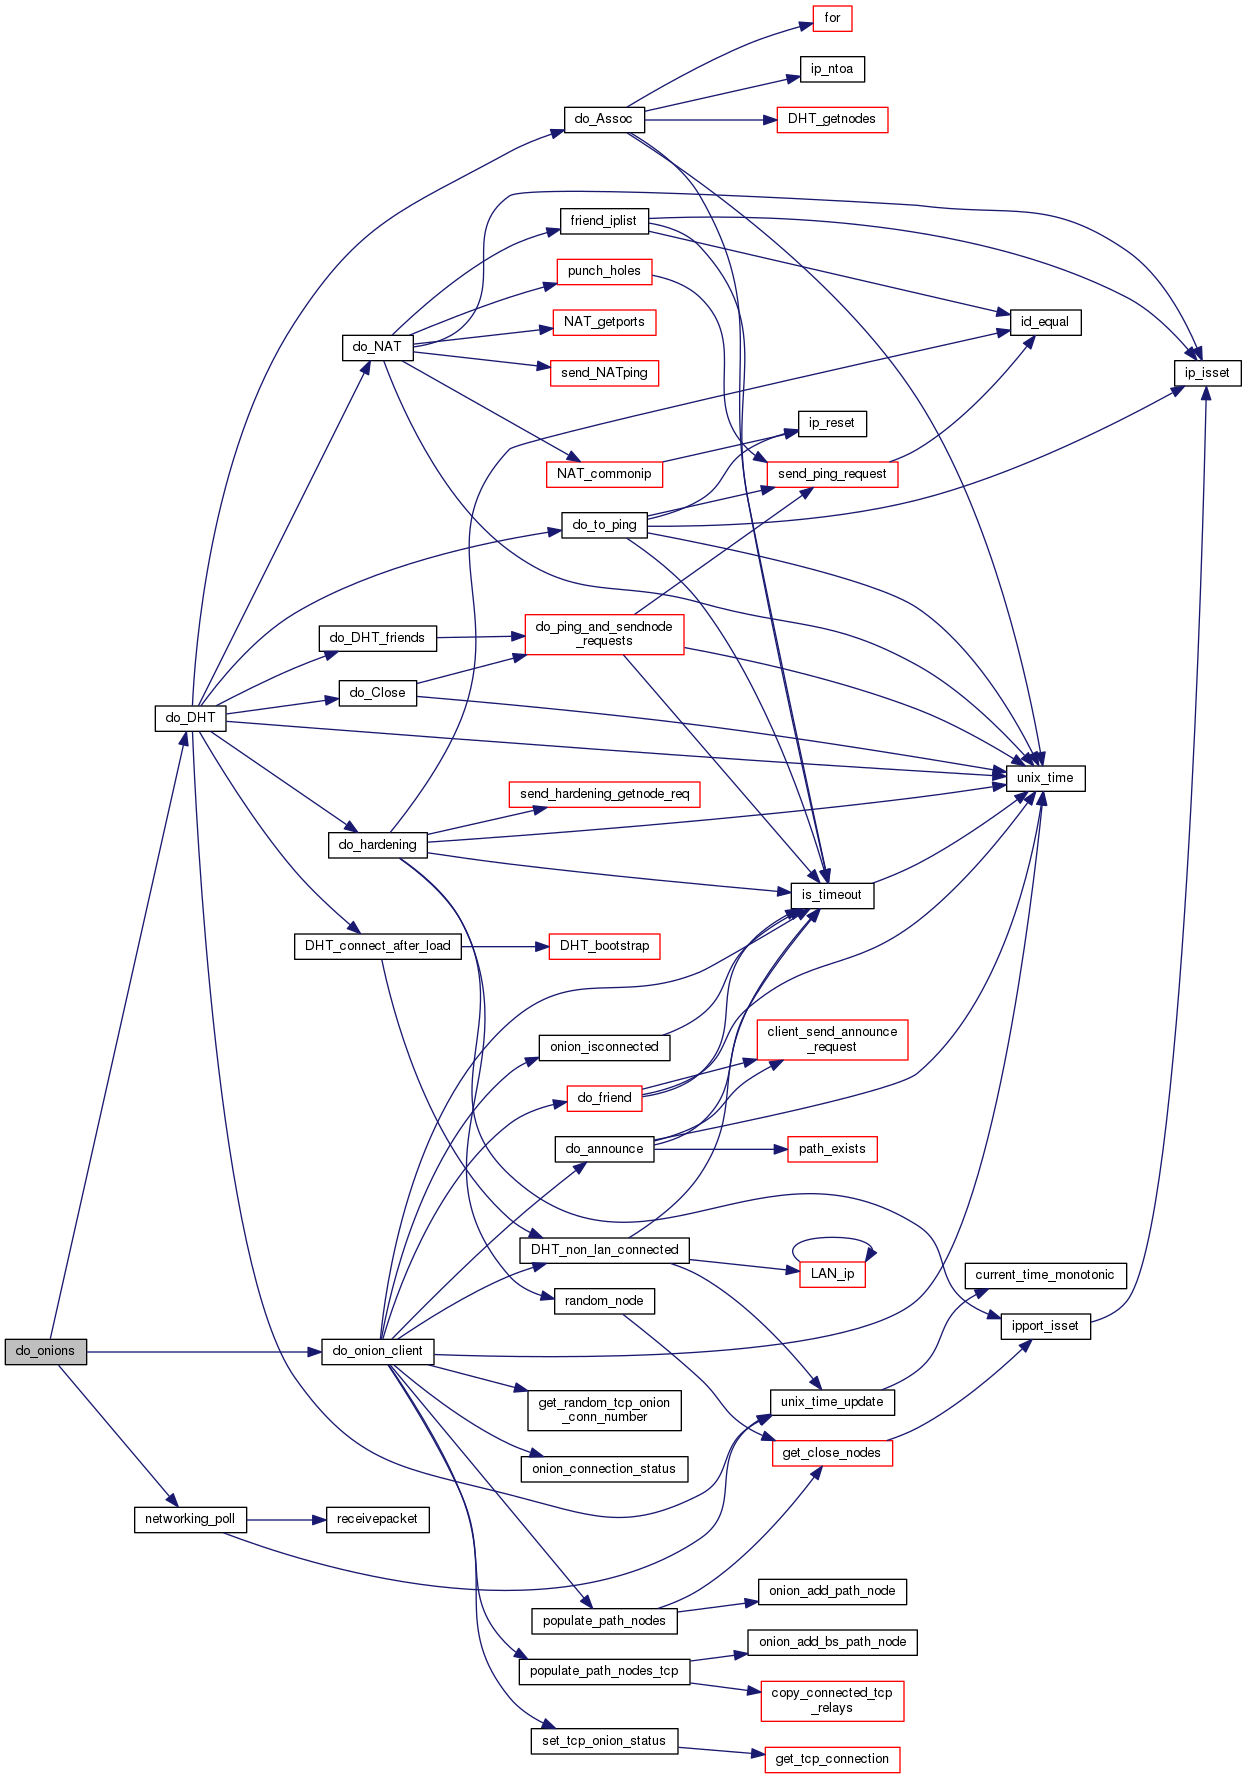 for
ip_ntoa
do_Assoc
DHT_getnodes
friend_iplist
punch_holes
id_equal
NAT_getports
do_NAT
send_NATping
ip_isset
ip_reset
NAT_commonip
send_ping_request
do_to_ping
do_DHT_friends
do_ping_and_sendnode
_requests
do_Close
do_DHT
unix_time
send_hardening_getnode_req
do_hardening
is_timeout
DHT_connect_after_load
DHT_bootstrap
client_send_announce
_request
onion_isconnected
do_friend
do_announce
path_exists
DHT_non_lan_connected
LAN_ip
current_time_monotonic
random_node
ipport_isset
do_onions
do_onion_client
get_random_tcp_onion
_conn_number
unix_time_update
get_close_nodes
onion_connection_status
networking_poll
receivepacket
onion_add_path_node
populate_path_nodes
onion_add_bs_path_node
populate_path_nodes_tcp
copy_connected_tcp
_relays
set_tcp_onion_status
get_tcp_connection